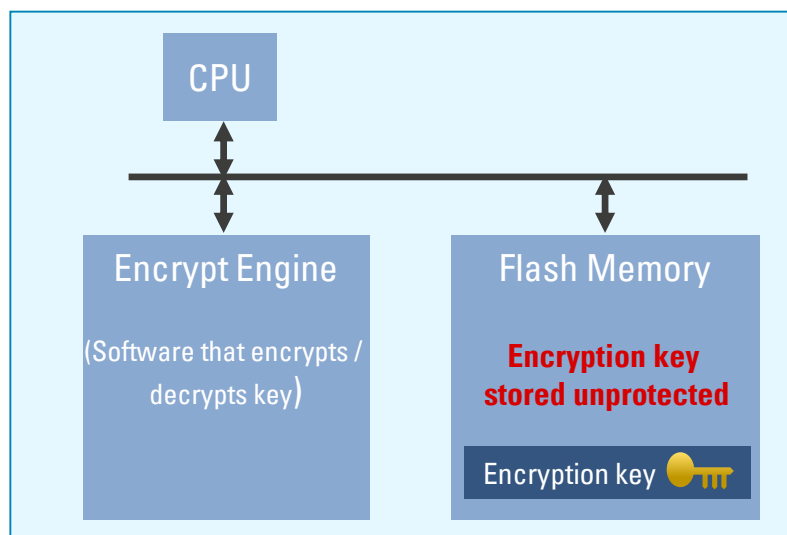 CPU
Encrypt Engine
(Software that encrypts /
decrypts key)
Flash Memory
Encryption key
stored unprotected
Encryption key